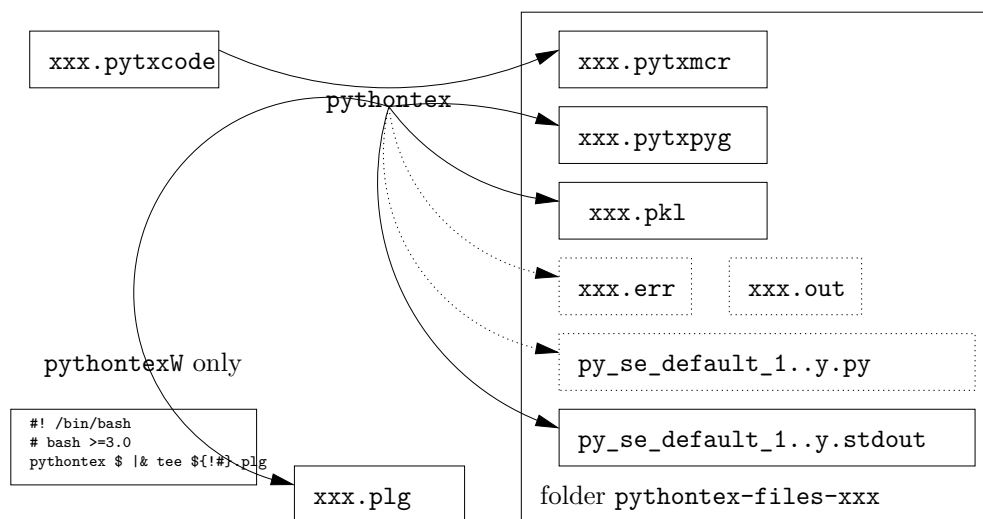 xxx.pytxcode
pythontex
xxx.pytxmcr
xxx.pytxpyg
xxx.pkl
xxx.err
xxx.out
py_se_default_1..y.py
py_se_default_1..y.stdout
folder pythontex-files-xxx
pythontexW only
#! /bin/bash
# bash >=3.0
pythontex $ |& tee ${!#}.plg
xxx.plg